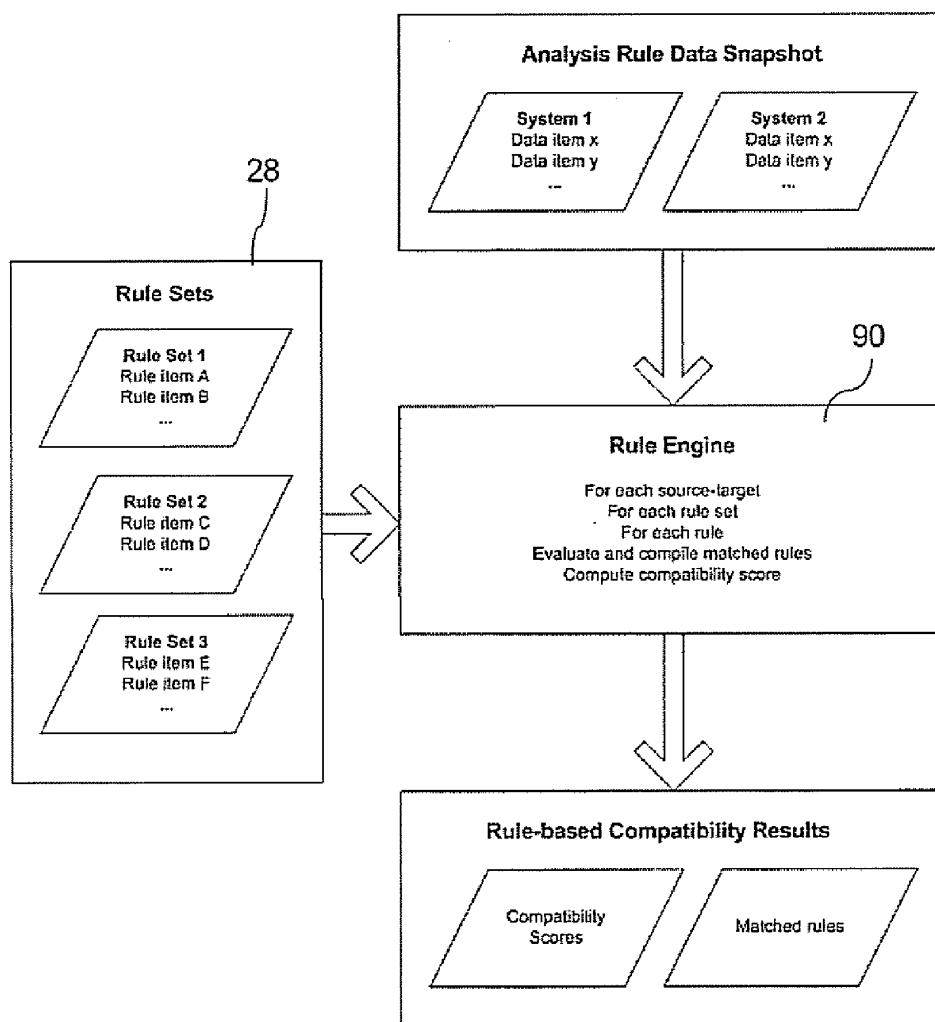 Analysis Rule Data Snapshot
System 1
Data item x
Data item y
...
System 2
Data item x
Data item y
...
28
Rule Sets
Rule Set 1
Rule item A
Rule item B
...
Rule Set 2
Rule item C
Rule item D
...
Rule Set 3
Rule item E
Rule item F
...
90
Rule Engine
For each source-target
For each rule set
For each rule
Evaluate and compile matched rules
Compute compatibility score
Rule-based Compatibility Results
Compatibility
Scores
Matched rules